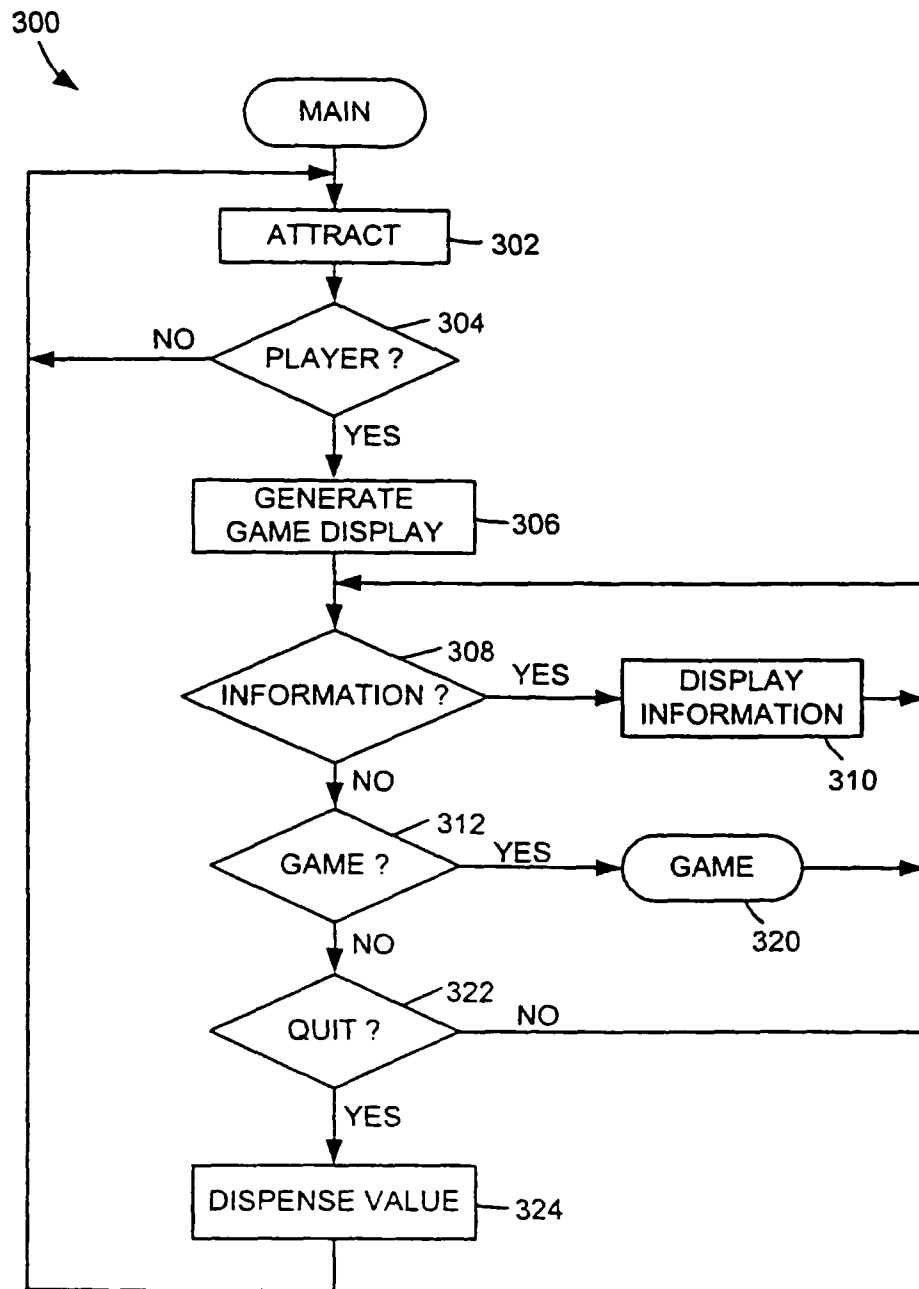 300
MAIN
ATTRACT
302
304
NO
PLAYER ?
YES
GENERATE
GAME DISPLAY
306
308
INFORMATION ?
YES
DISPLAY
INFORMATION
310
NO
312
GAME ?
YES
GAME
320
NO
322
QUIT ?
NO
YES
DISPENSE VALUE
324